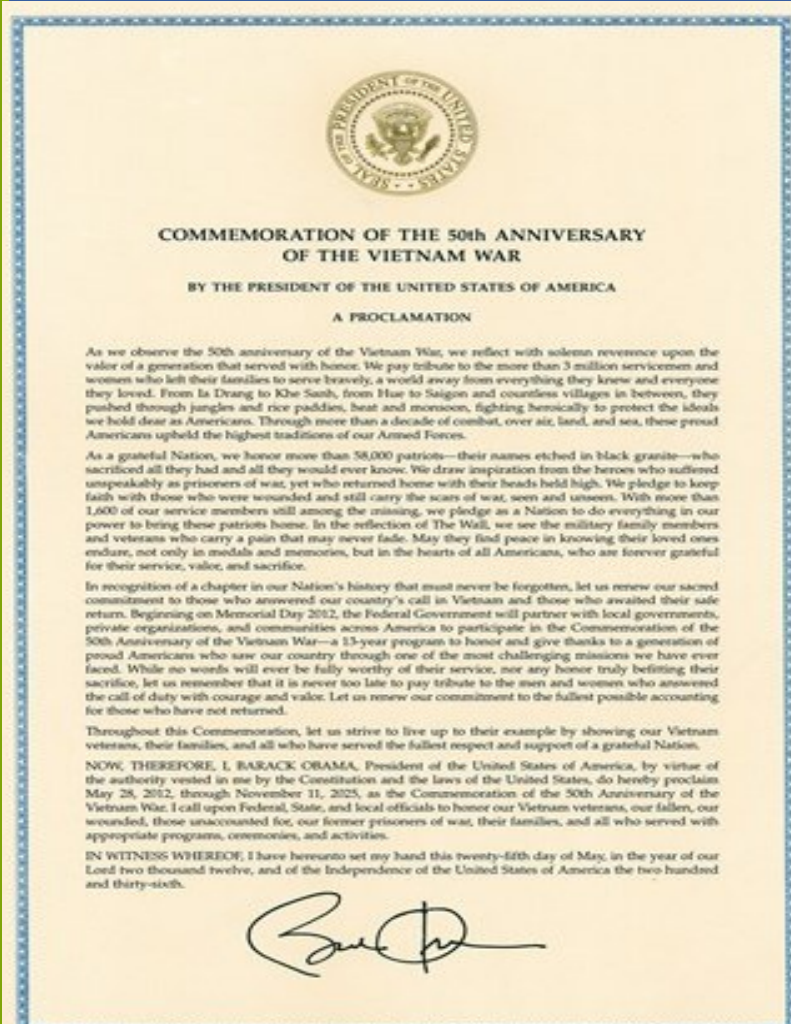 SEAL OF THE PRESIDENT OF THE UNITED STATES
COMMEMORATION OF THE 50th ANNIVERSARY
OF THE VIETNAM WAR
BY THE PRESIDENT OF THE UNITED STATES OF AMERICA
A PROCLAMATION
As we observe the 50th anniversary of the Vietnam War, we reflect with solemn reverence upon the
valor of a generation that served with honor. We pay tribute to the more than 3 million servicemen and
women who left their families to serve bravely, a world away from everything they knew and everyone
they loved. From Ia Drang to Khe Sanh, from Hue to Saigon and countless villages in between, they
pushed through jungles and rice paddies, heat and monsoon, fighting heroically to protect the ideals
we hold dear as Americans. Through more than a decade of combat, over air, land, and sea, these proud
Americans upheld the highest traditions of our Armed Forces.
As a grateful Nation, we honor more than 58,000 patriots—their names etched in black granite—who
sacrificed all they had and all they would ever know. We draw inspiration from the heroes who suffered
unspeakably as prisoners of war, yet who returned home with their heads held high. We pledge to keep
faith with those who were wounded and still carry the scars of war, seen and unseen. With more than
1,600 of our service members still among the missing, we pledge as a Nation to do everything in our
power to bring these patriots home. In the reflection of The Wall, we see the military family members
and veterans who carry a pain that may never fade. May they find peace in knowing their loved ones
endure, not only in medals and memories, but in the hearts of all Americans, who are forever grateful
for their service, valor, and sacrifice.
In recognition of a chapter in our Nation's history that must never be forgotten, let us renew our sacred
commitment to those who answered our country's call in Vietnam and those who awaited their safe
return. Beginning on Memorial Day 2012, the Federal Government will partner with local governments,
private organizations, and communities across America to participate in the Commemoration of the
50th Anniversary of the Vietnam War—a 13-year program to honor and give thanks to a generation of
proud Americans who saw our country through one of the most challenging missions we have ever
faced. While no words will ever be fully worthy of their service, nor any honor truly befitting their
sacrifice, let us remember that it is never too late to pay tribute to the men and women who answered
the call of duty with courage and valor. Let us renew our commitment to the fullest possible accounting
for those who have not returned.
Throughout this Commemoration, let us strive to live up to their example by showing our Vietnam
veterans, their families, and all who have served the fullest respect and support of a grateful Nation.
NOW, THEREFORE, I, BARACK OBAMA, President of the United States of America, by virtue of
the authority vested in me by the Constitution and the laws of the United States, do hereby proclaim
May 28, 2012, through November 11, 2025, as the Commemoration of the 50th Anniversary of the
Vietnam War. I call upon Federal, State, and local officials to honor our Vietnam veterans, our fallen, our
wounded, those unaccounted for, our former prisoners of war, their families, and all who served with
appropriate programs, ceremonies, and activities.
IN WITNESS WHEREOF, I have hereunto set my hand this twenty-fifth day of May, in the year of our
Lord two thousand twelve, and of the Independence of the United States of America the two hundred
and thirty-sixth.